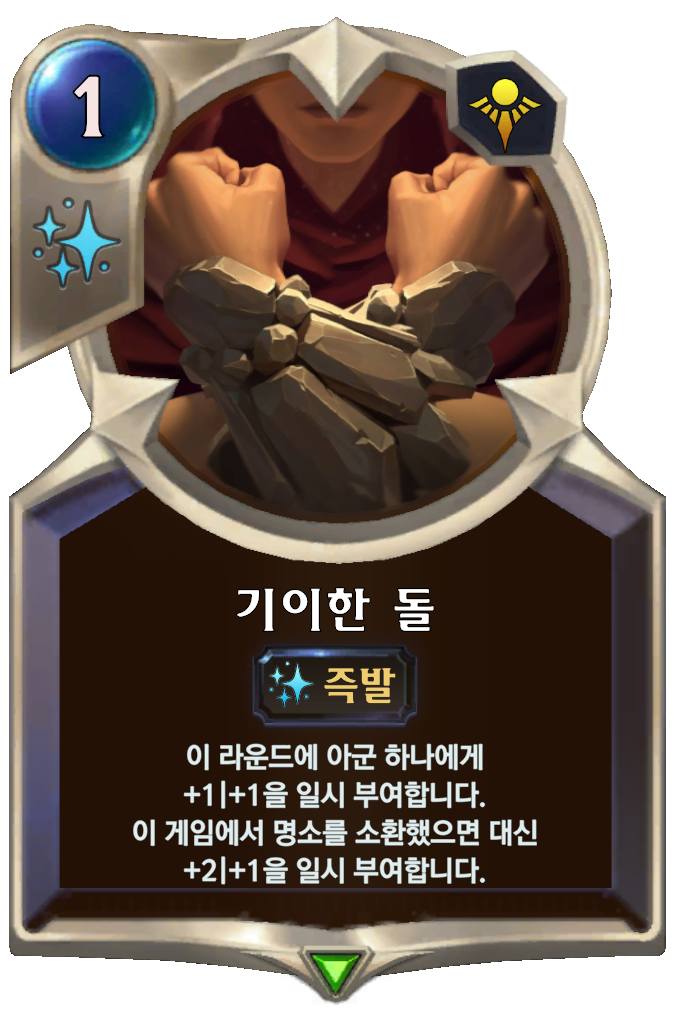 1
기이한 돌
즉발
이 라운드에 아군 하나에게
+1|+1을 일시 부여합니다.
이 게임에서 명소를 소환했으면 대신
+2|+1을 일시 부여합니다.